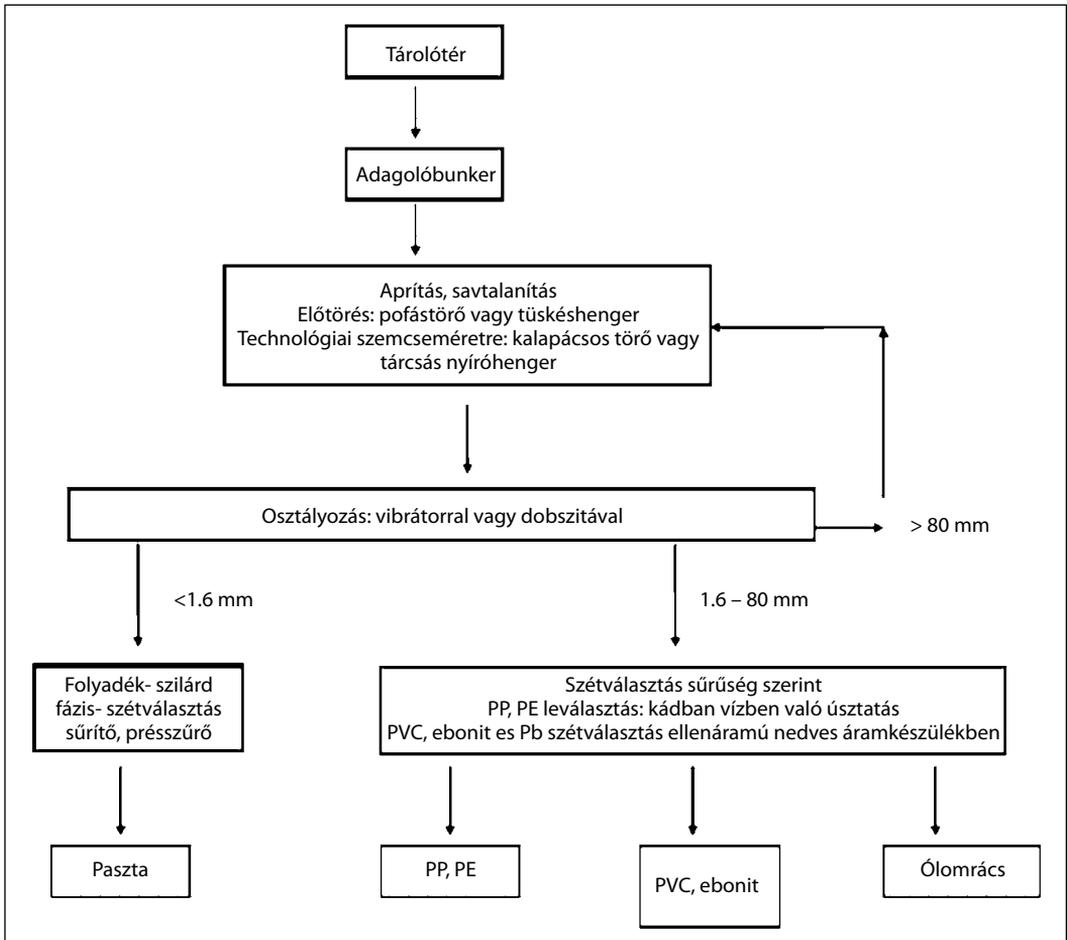 Tárolótér
Adagolóbunker
Aprítás, savtalanítás
Előtörés: pofástörő vagy tüskéshenger
Technológiai szemcseméretre: kalapácsos törő vagy
tárcsás nyíróhenger
Osztályozás: vibrátorral vagy dobszitával
> 80 mm
<1.6 mm
1.6 – 80 mm
Folyadék- szilárd
fázis- szétválasztás
sűrítő, présszűrő
Szétválasztás sűrűség szerint
PP, PE leválasztás: kádban vízben való úsztatás
PVC, ebonit es Pb szétválasztás ellenáramú nedves áramkészülékben
Paszta
PP, PE
PVC, ebonit
Ólomrács